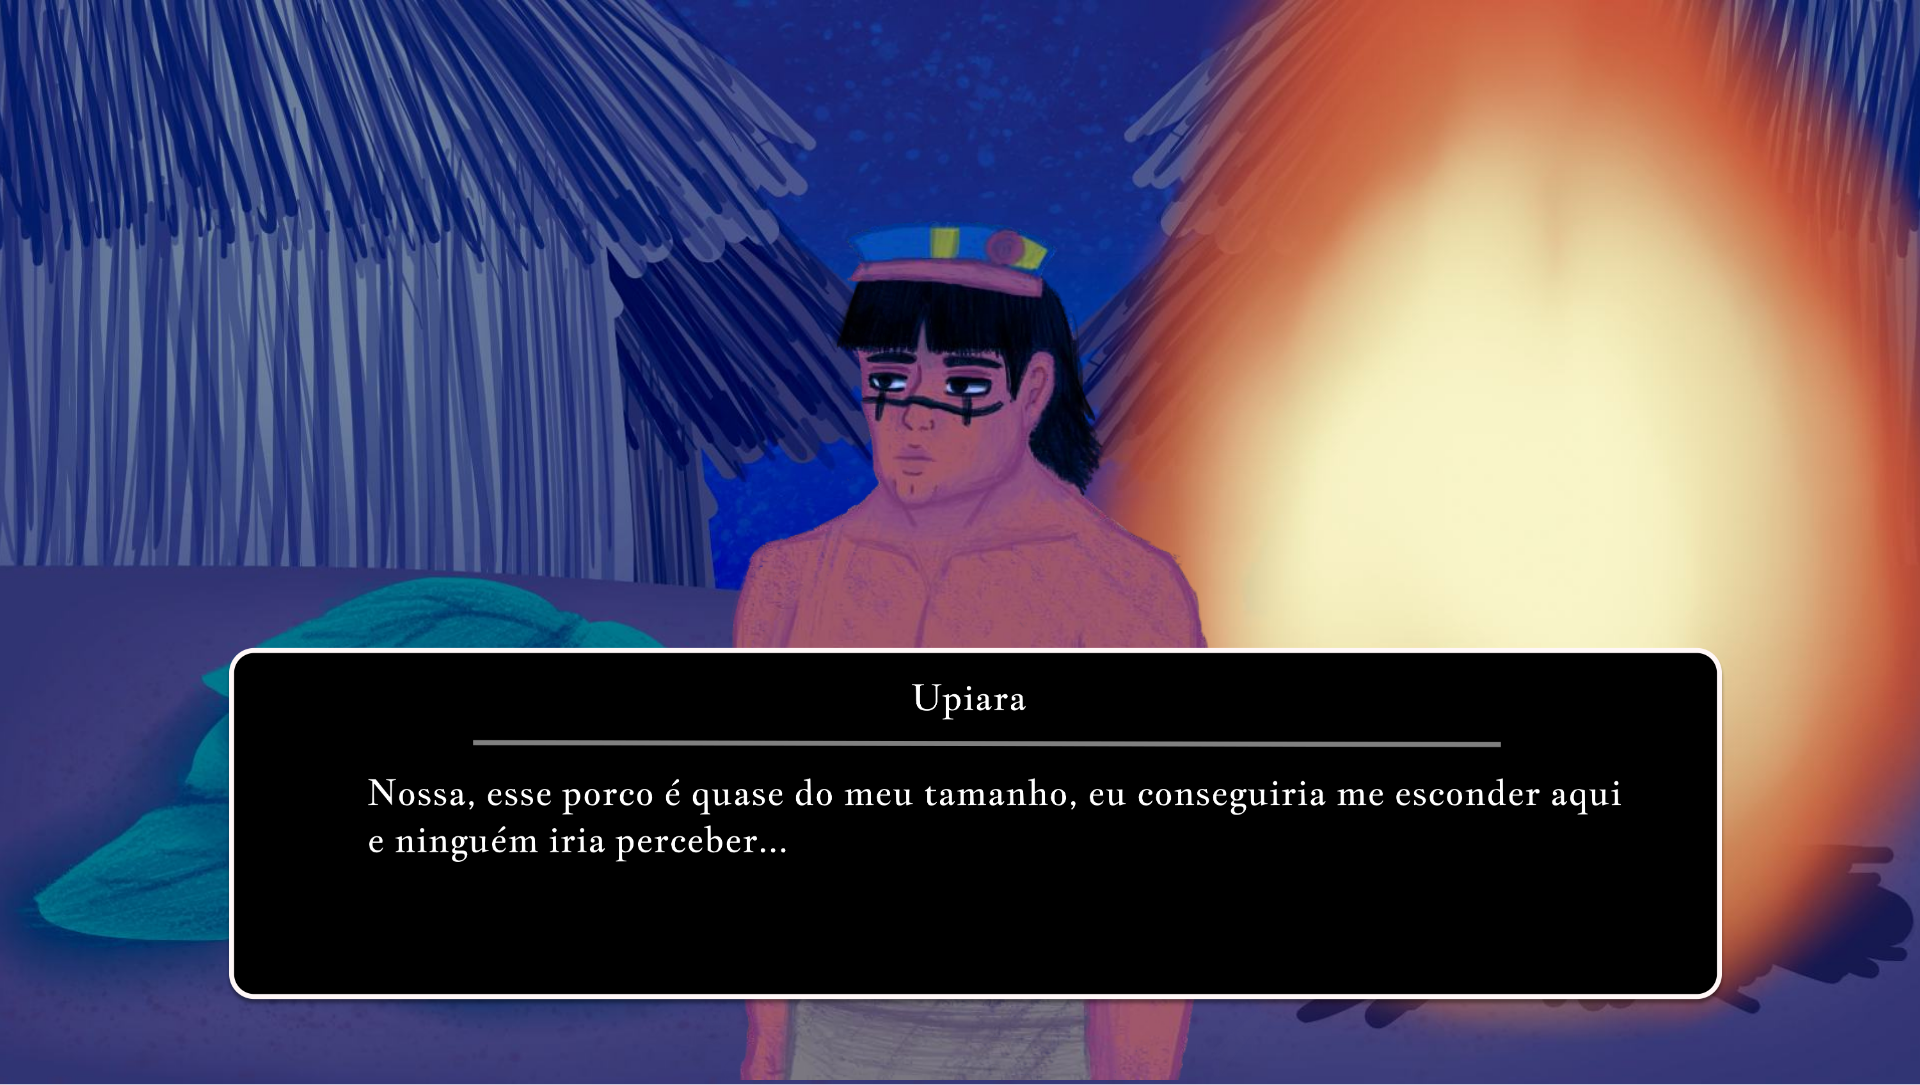 Upiara
Nossa, esse porco é quase do meu tamanho, eu conseguiria me esconder aqui
e ninguém iria perceber...